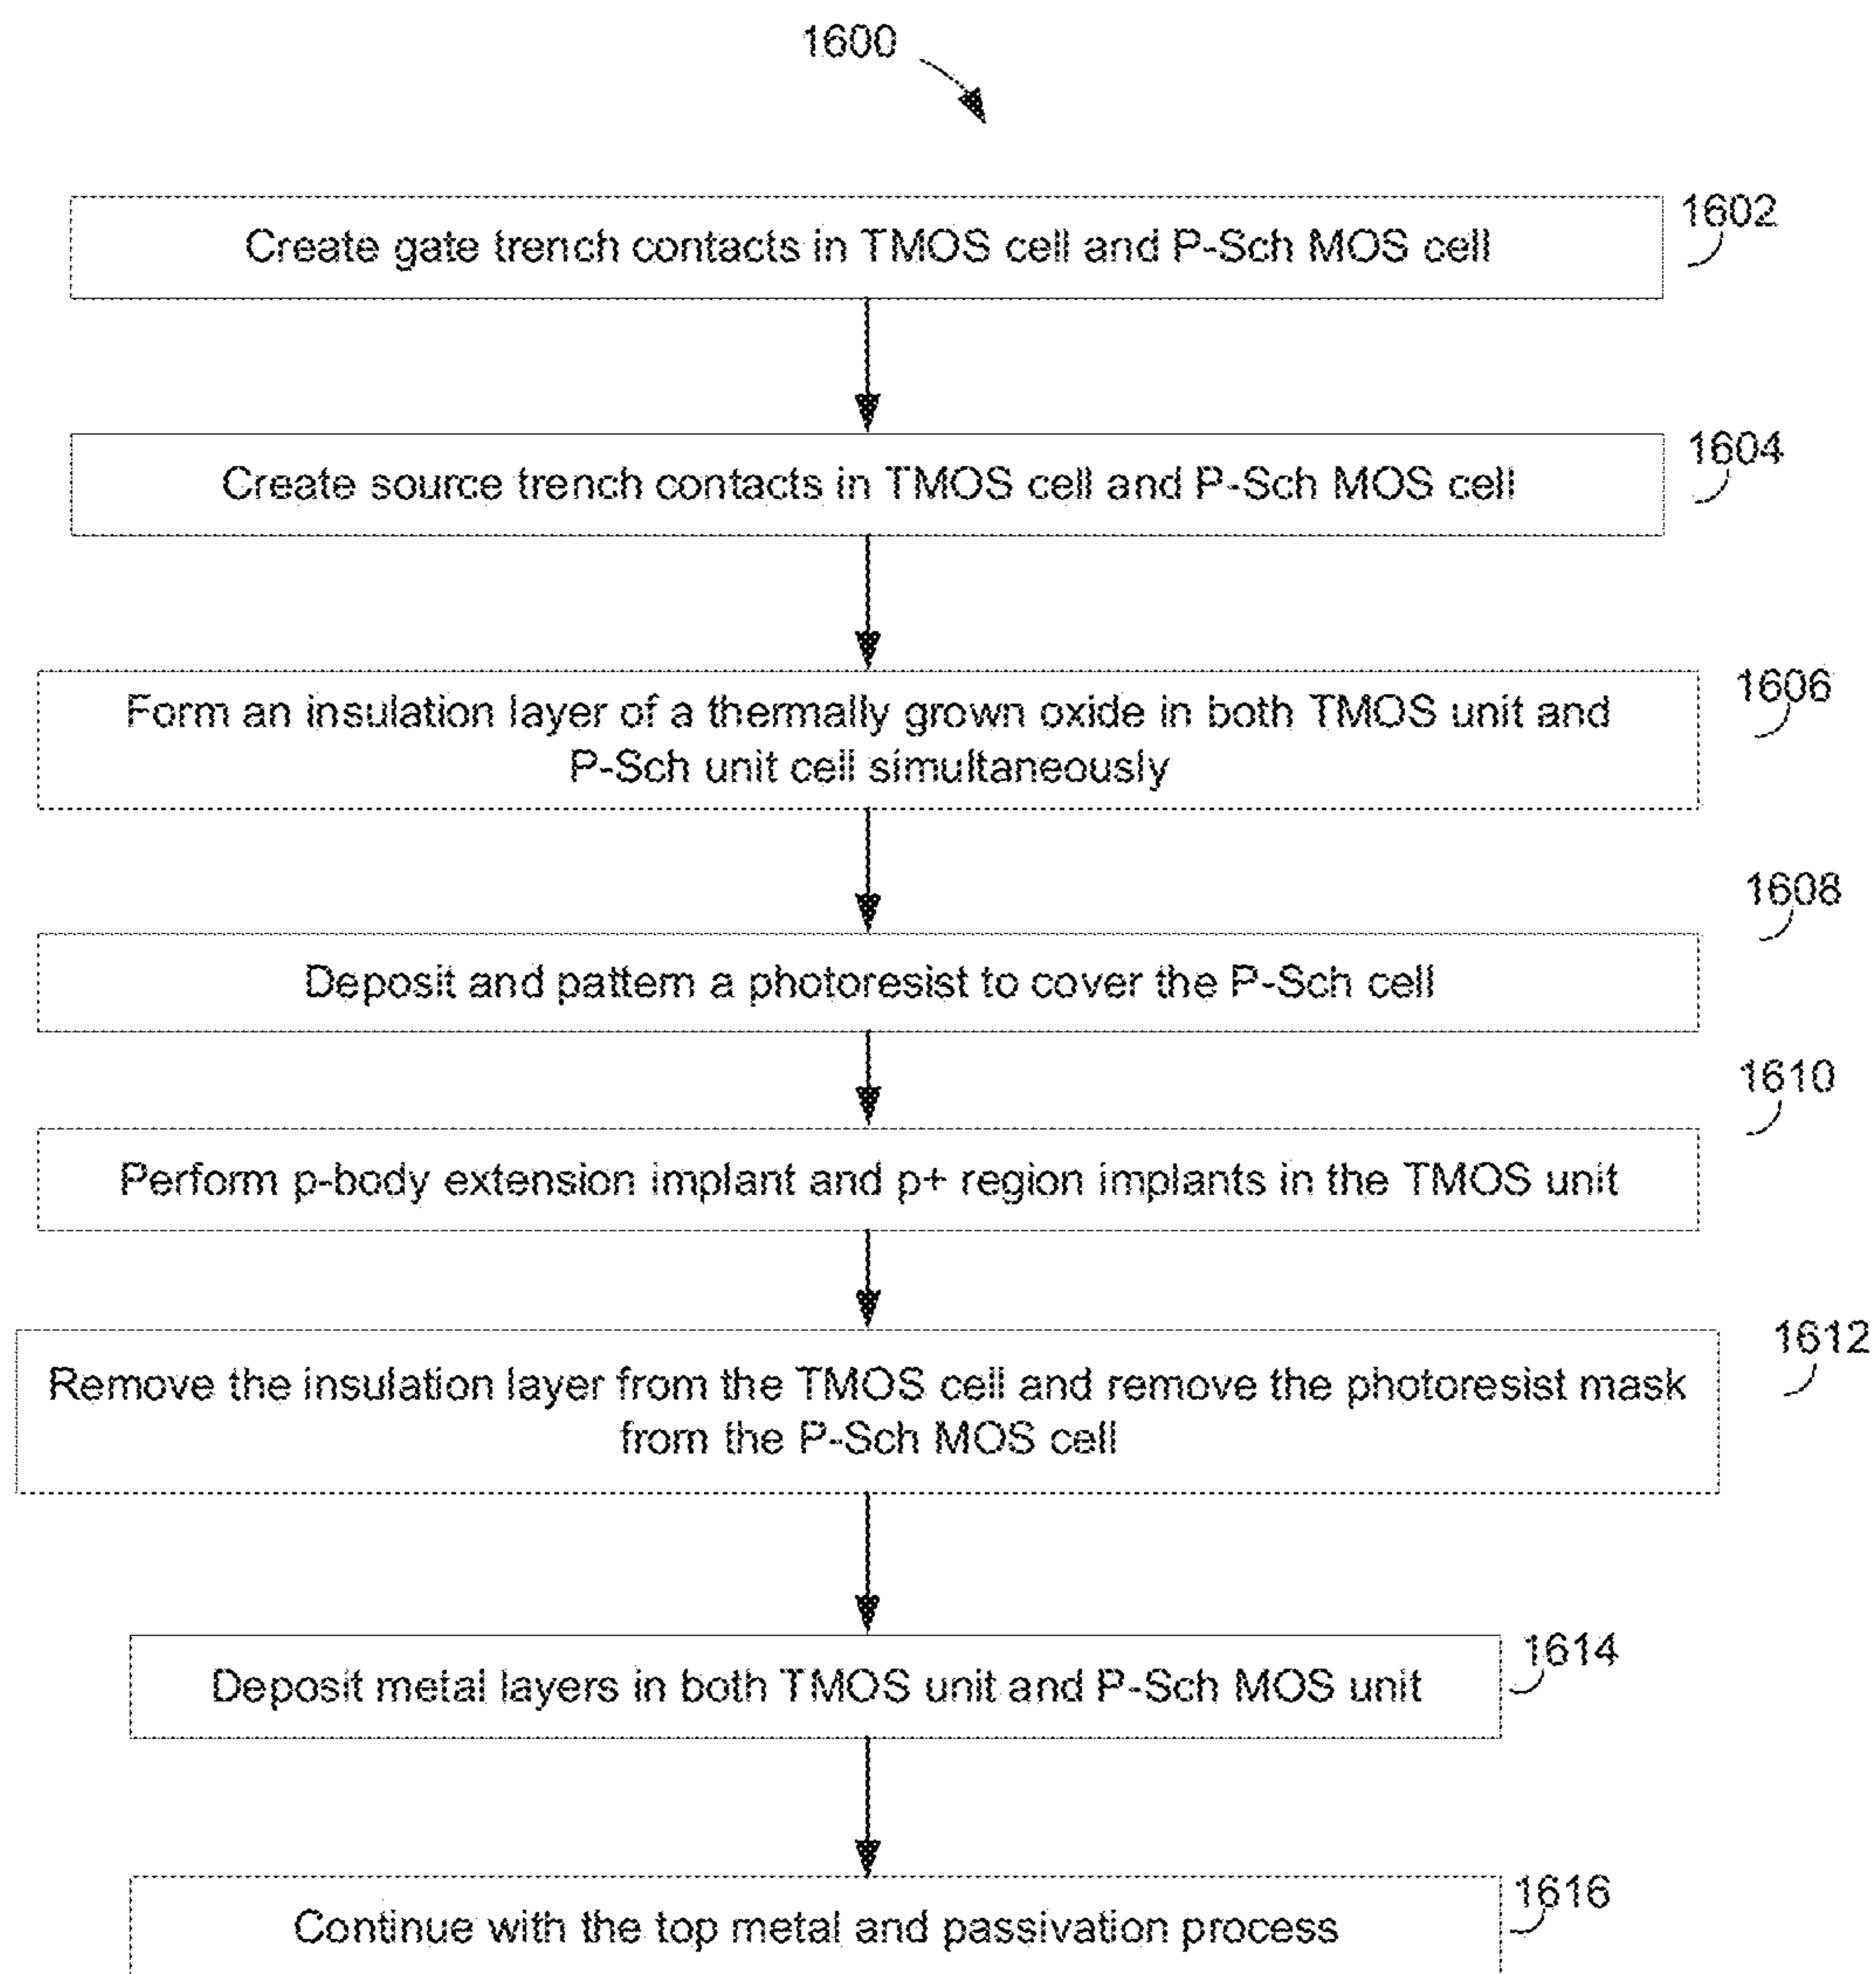 1600
Create gate trench contacts in TMOS cell and P-Sch MOS cell
1602
Create source trench contacts in TMOS cell and P-Sch MOS cell
1604
Form an insulation layer of a thermally grown oxide in both TMOS unit and
P-Sch unit cell simultaneously
1606
Deposit and pattern a photoresist to cover the P-Sch cell
1608
Perform p-body extension implant and p+ region implants in the TMOS unit
1610
Remove the insulation layer from the TMOS cell and remove the photoresist mask
from the P-Sch MOS cell
1612
Deposit metal layers in both TMOS unit and P-Sch MOS unit
1614
Continue with the top metal and passivation process
1616